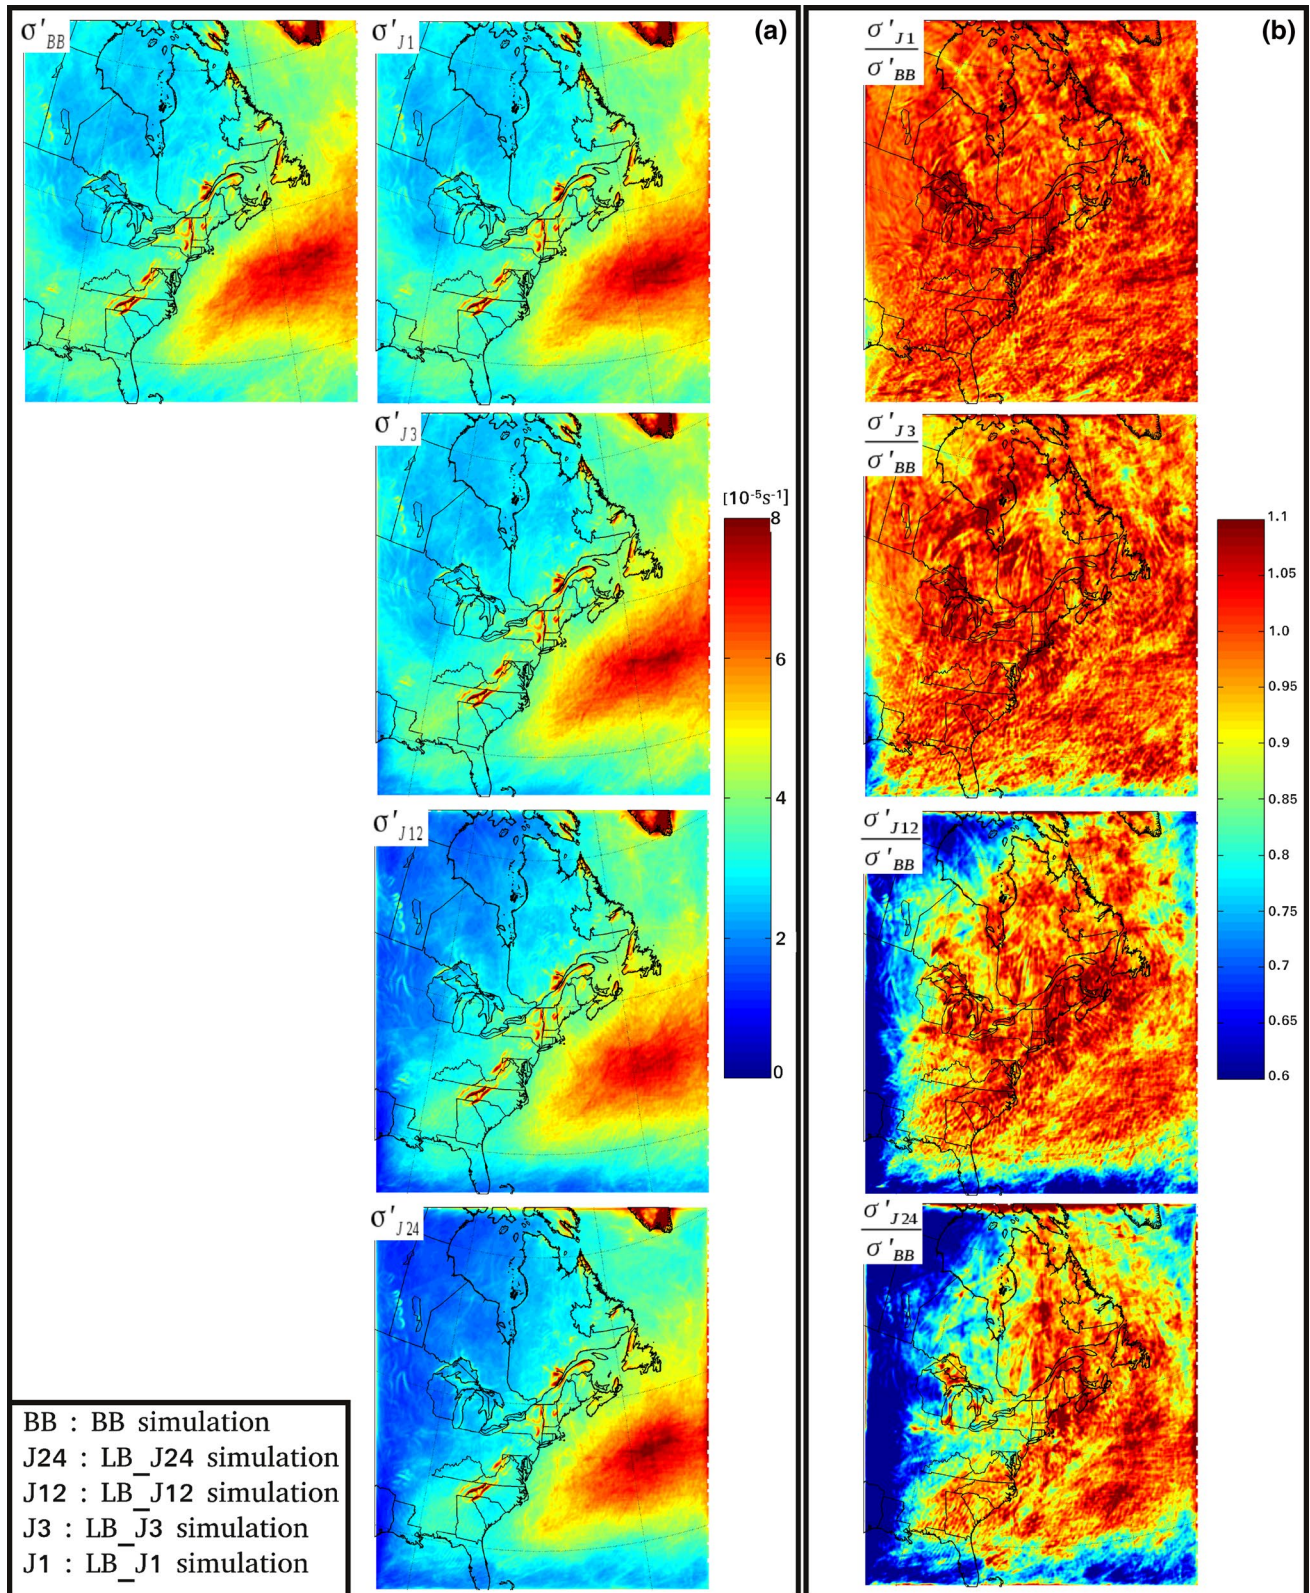 σ'BB
σ'J1
(a)
σ'J1
σ'BB
(b)
σ'J3
σ'J3
σ'BB
[10⁻⁵s⁻¹]
8
6
4
2
0
1.1
1.05
1.0
0.95
0.9
0.85
0.8
0.75
0.7
0.65
0.6
σ'J12
σ'J12
σ'BB
σ'J24
σ'J24
σ'BB
BB : BB simulation
J24 : LB_J24 simulation
J12 : LB_J12 simulation
J3 : LB_J3 simulation
J1 : LB_J1 simulation